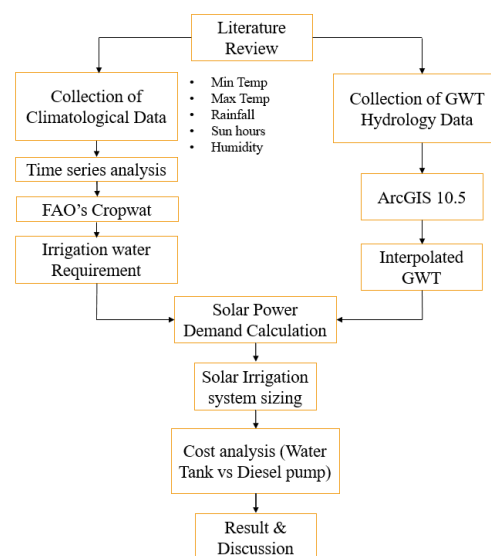 Literature
Review
Collection of
Climatological Data
• Min Temp
• Max Temp
• Rainfall
• Sun hours
• Humidity
Collection of GWT
Hydrology Data
Time series analysis
FAO's Cropwat
Irrigation water
Requirement
ArcGIS 10.5
Interpolated
GWT
Solar Power
Demand Calculation
Solar Irrigation
system sizing
Cost analysis (Water
Tank vs Diesel pump)
Result &
Discussion